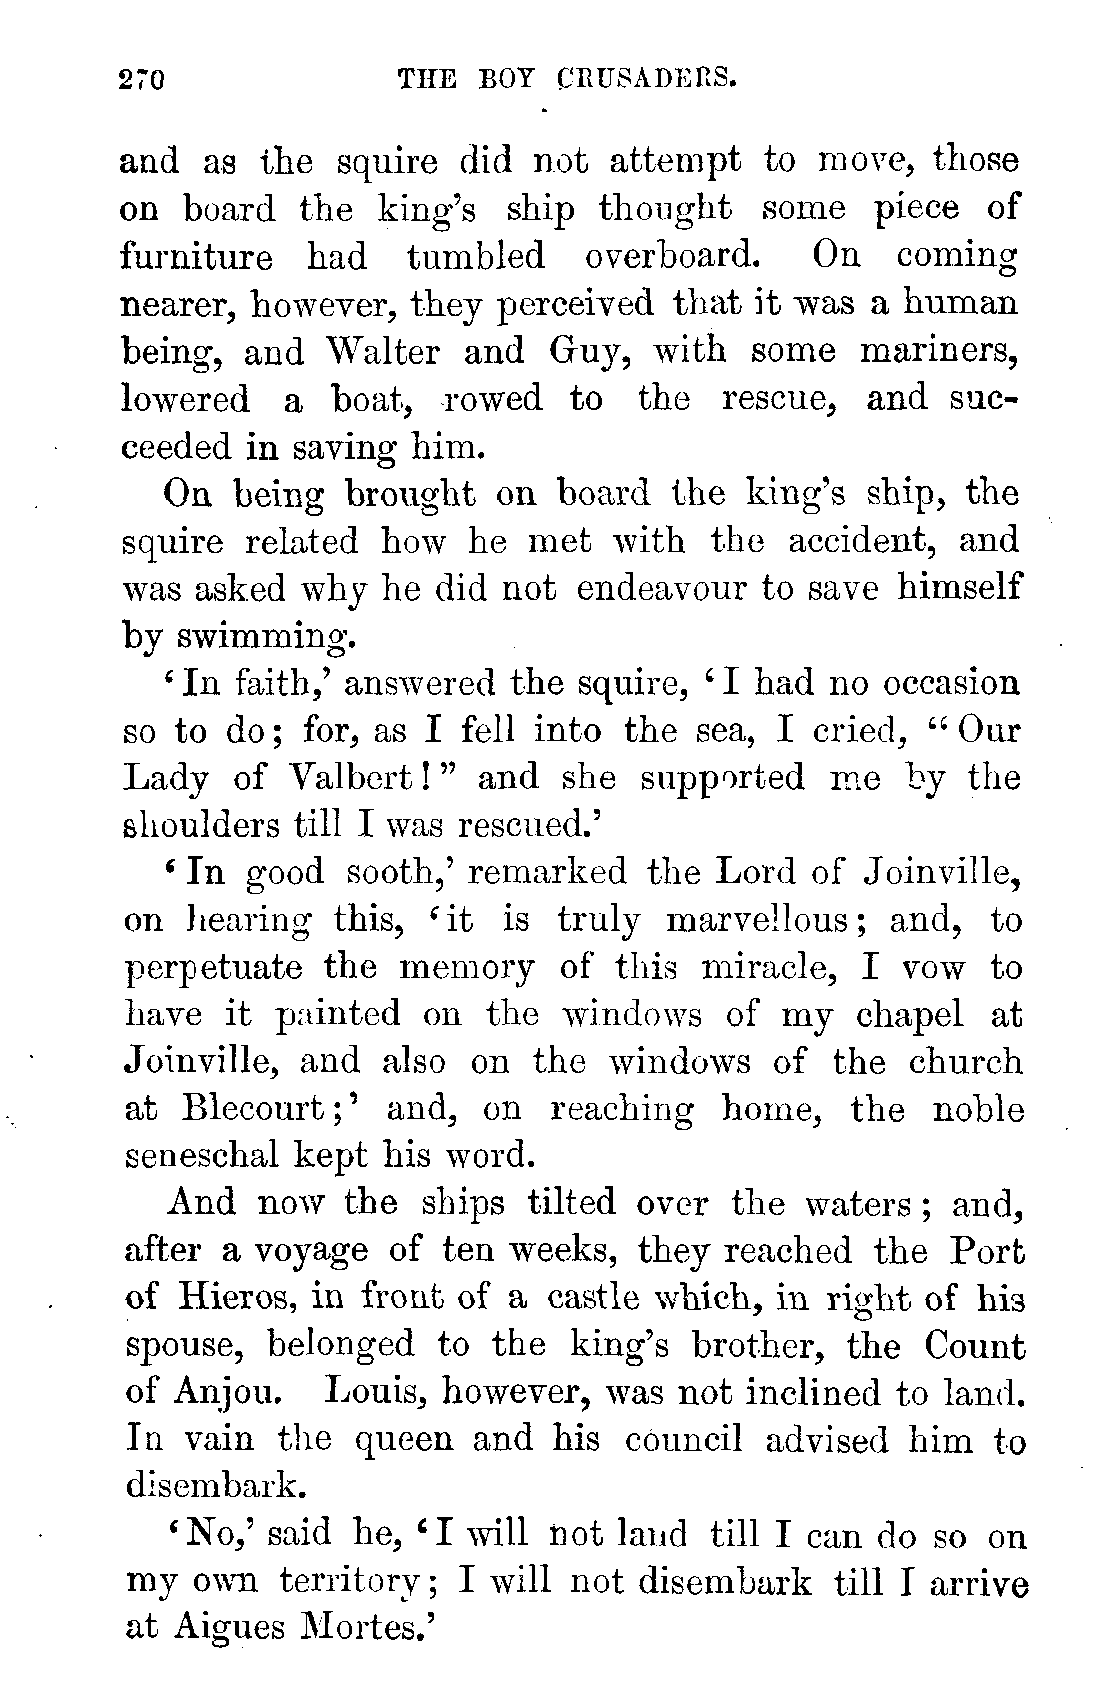 270 THE BOY CRUSADERS.
and as the squire did not attempt to move, those
on board the king's ship thought some piece of
furniture had tumbled overboard. On coming
nearer, however, they perceived that it was a human
being, and Walter and Guy, with some mariners,
lowered a boat, rowed to the rescue, and suc-
ceeded in saving him.
On being brought on board the king's ship, the
squire related how he met with the accident, and
was asked why he did not endeavour to save himself
by swimming.
‘In faith,’ answered the squire, ‘I had no occasion
so to do; for, as I fell into the sea, I cried, “Our
Lady of Valbert!” and she supported me by the
shoulders till I was rescued.’
‘In good sooth,’ remarked the Lord of Joinville,
on hearing this, ‘it is truly marvellous; and, to
perpetuate the memory of this miracle, I vow to
have it painted on the windows of my chapel at
Joinville, and also on the windows of the church
at Blecourt;’ and, on reaching home, the noble
seneschal kept his word.
And now the ships tilted over the waters; and,
after a voyage of ten weeks, they reached the Port
of Hieros, in front of a castle which, in right of his
spouse, belonged to the king's brother, the Count
of Anjou. Louis, however, was not inclined to land.
In vain the queen and his council advised him to
disembark.
‘No,’ said he, ‘I will not land till I can do so on
my own territory; I will not disembark till I arrive
at Aigues Mortes.’